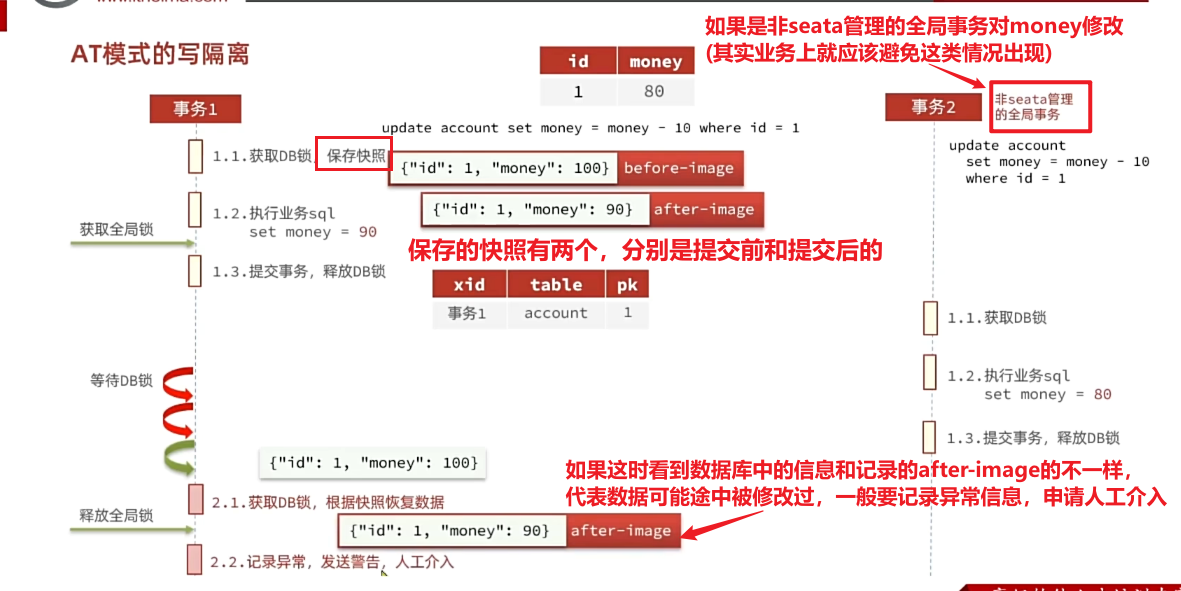 如果是非seata管理的全局事务对money修改
(其实业务上就应该避免这类情况出现)
AT模式的写隔离
id money
1 80
事务1
事务2
非seata管理
的全局事务
update account set money = money - 10 where id = 1
update account
set money = money - 10
where id = 1
1.1.获取DB锁，保存快照
{"id": 1, "money": 100} before-image
1.2.执行业务sql
set money = 90
{"id": 1, "money": 90} after-image
获取全局锁
保存的快照有两个，分别是提交前和提交后的
1.3.提交事务，释放DB锁
xid table pk
事务1 account 1
1.1.获取DB锁
等待DB锁
1.2.执行业务sql
set money = 80
1.3.提交事务，释放DB锁
{"id": 1, "money": 100}
如果这时看到数据库中的信息和记录的after-image的不一样，
代表数据可能途中被修改过，一般要记录异常信息，申请人工介入
2.1.获取DB锁，根据快照恢复数据
释放全局锁
{"id": 1, "money": 90} after-image
2.2.记录异常，发送警告，人工介入